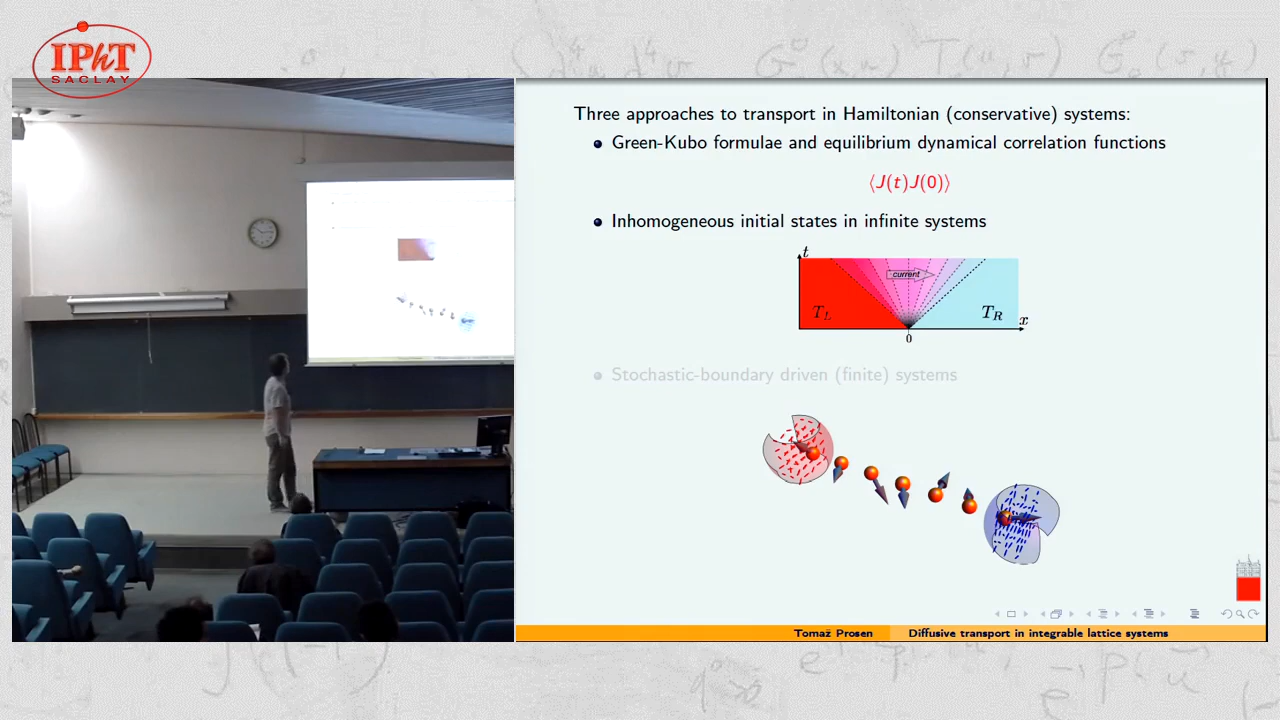 IPhT
SACLAY
Three approaches to transport in Hamiltonian (conservative) systems:
Green-Kubo formulae and equilibrium dynamical correlation functions
⟨J(t)J(0)⟩
Inhomogeneous initial states in infinite systems
t
current
T_L
T_R
x
0
Stochastic-boundary driven (finite) systems
Tomaž Prosen
Diffusive transport in integrable lattice systems